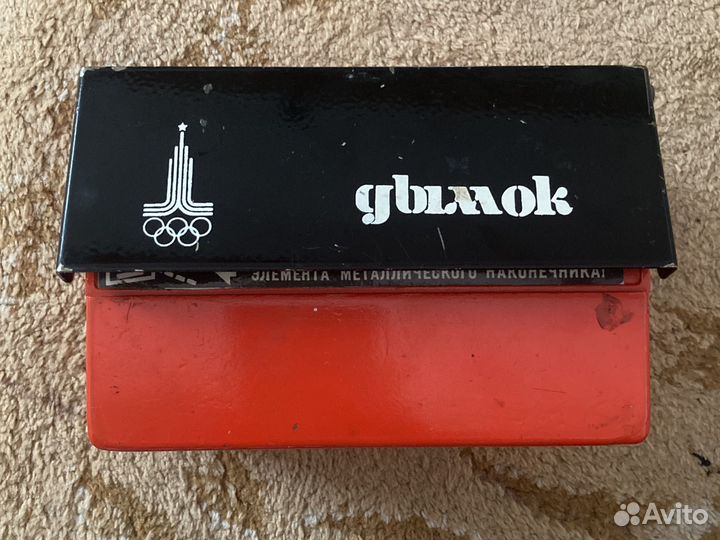 дымок
ЭЛЕМЕНТА МЕТАЛЛИЧЕСКОГО НАКОНЕЧНИКА!
Avito